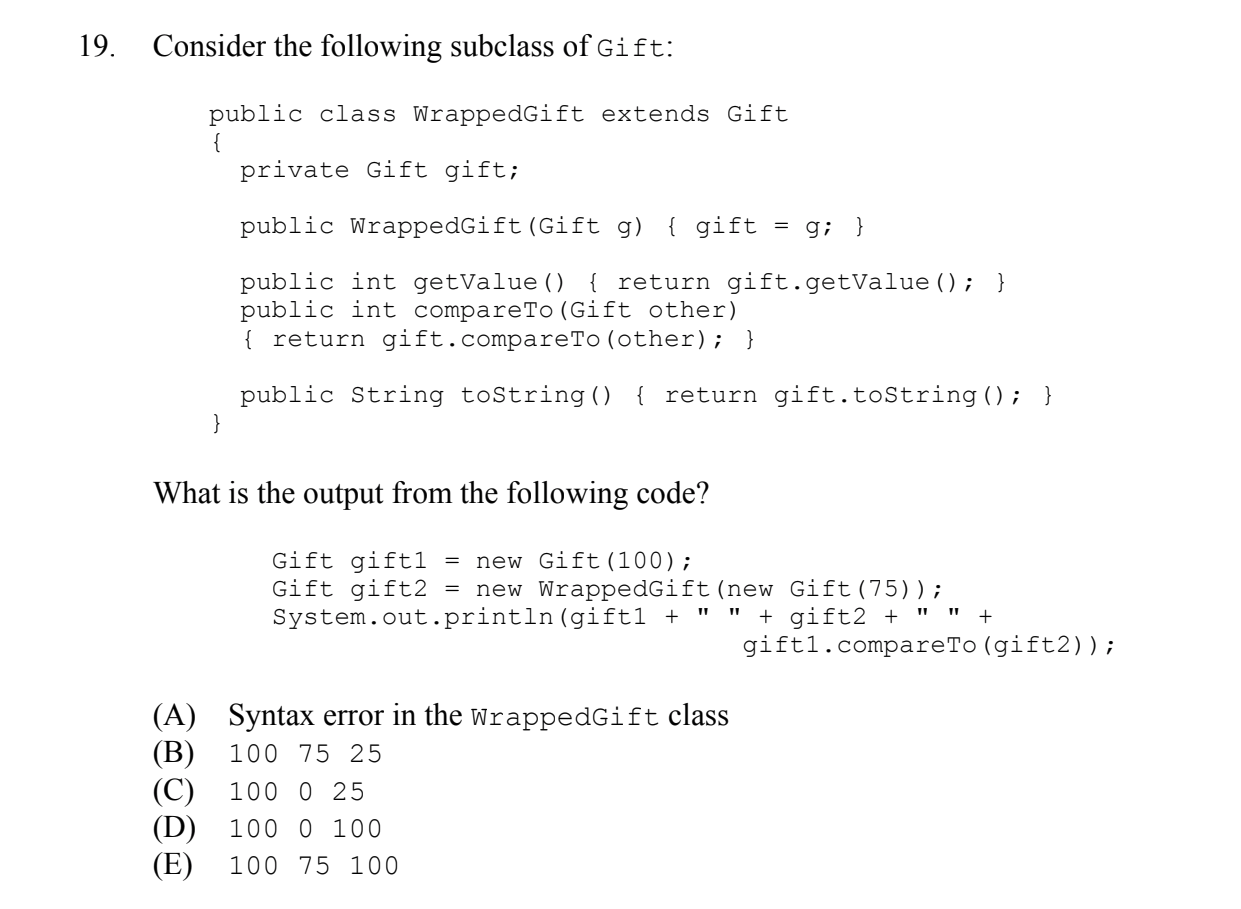 19. Consider the following subclass of Gift:
public class WrappedGift extends Gift
{
private Gift gift;
public WrappedGift(Gift g) { gift = g; }
public int getValue() { return gift.getValue(); }
public int compareTo(Gift other)
{ return gift.compareTo(other); }
public String toString() { return gift.toString(); }
}
What is the output from the following code?
Gift gift1 = new Gift(100);
Gift gift2 = new WrappedGift(new Gift(75));
System.out.println(gift1 + " " + gift2 + " " +
gift1.compareTo(gift2));
(A) Syntax error in the WrappedGift class
(B) 100 75 25
(C) 100 0 25
(D) 100 0 100
(E) 100 75 100